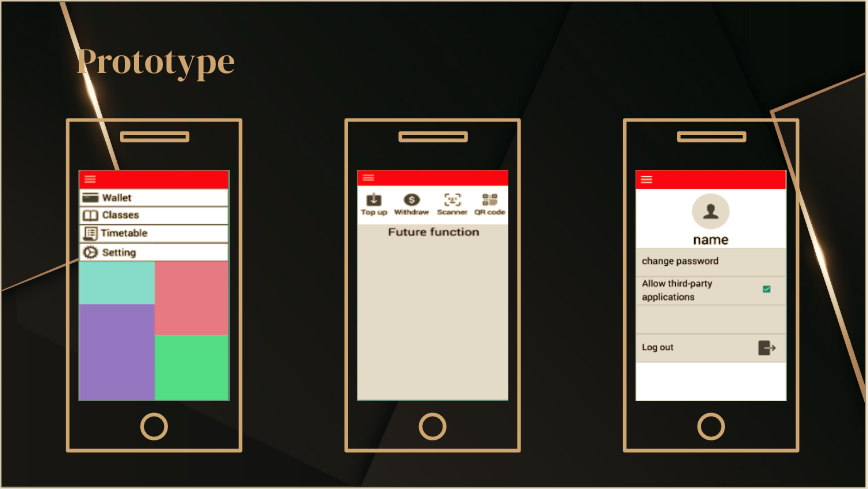 Prototype
Wallet
Classes
Timetable
Setting
Top up Withdraw Scanner QR code
Future function
name
change password
Allow third-party
applications
Log out